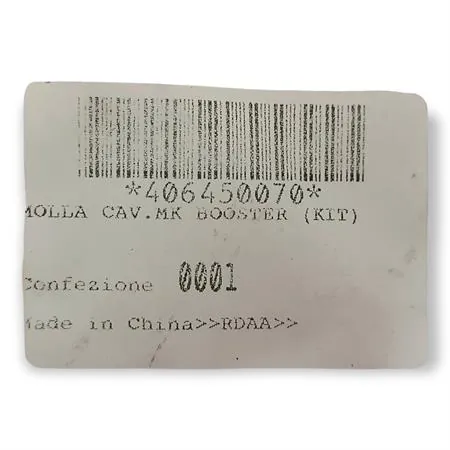 *406450070*
MOLLA CAV.MK BOOSTER (KIT)
Confezione 0001
Made in China>>RDAA>>